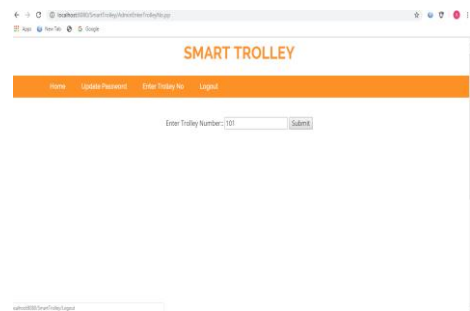 localhost:8080/SmartTrolley/AdminEnterTrolleyNo.jsp
Apps New Tab Google
SMART TROLLEY
Home Update Password Enter Trolley No Logout
Enter Trolley Number:: 101 Submit
localhost:8080/SmartTrolley/Logout